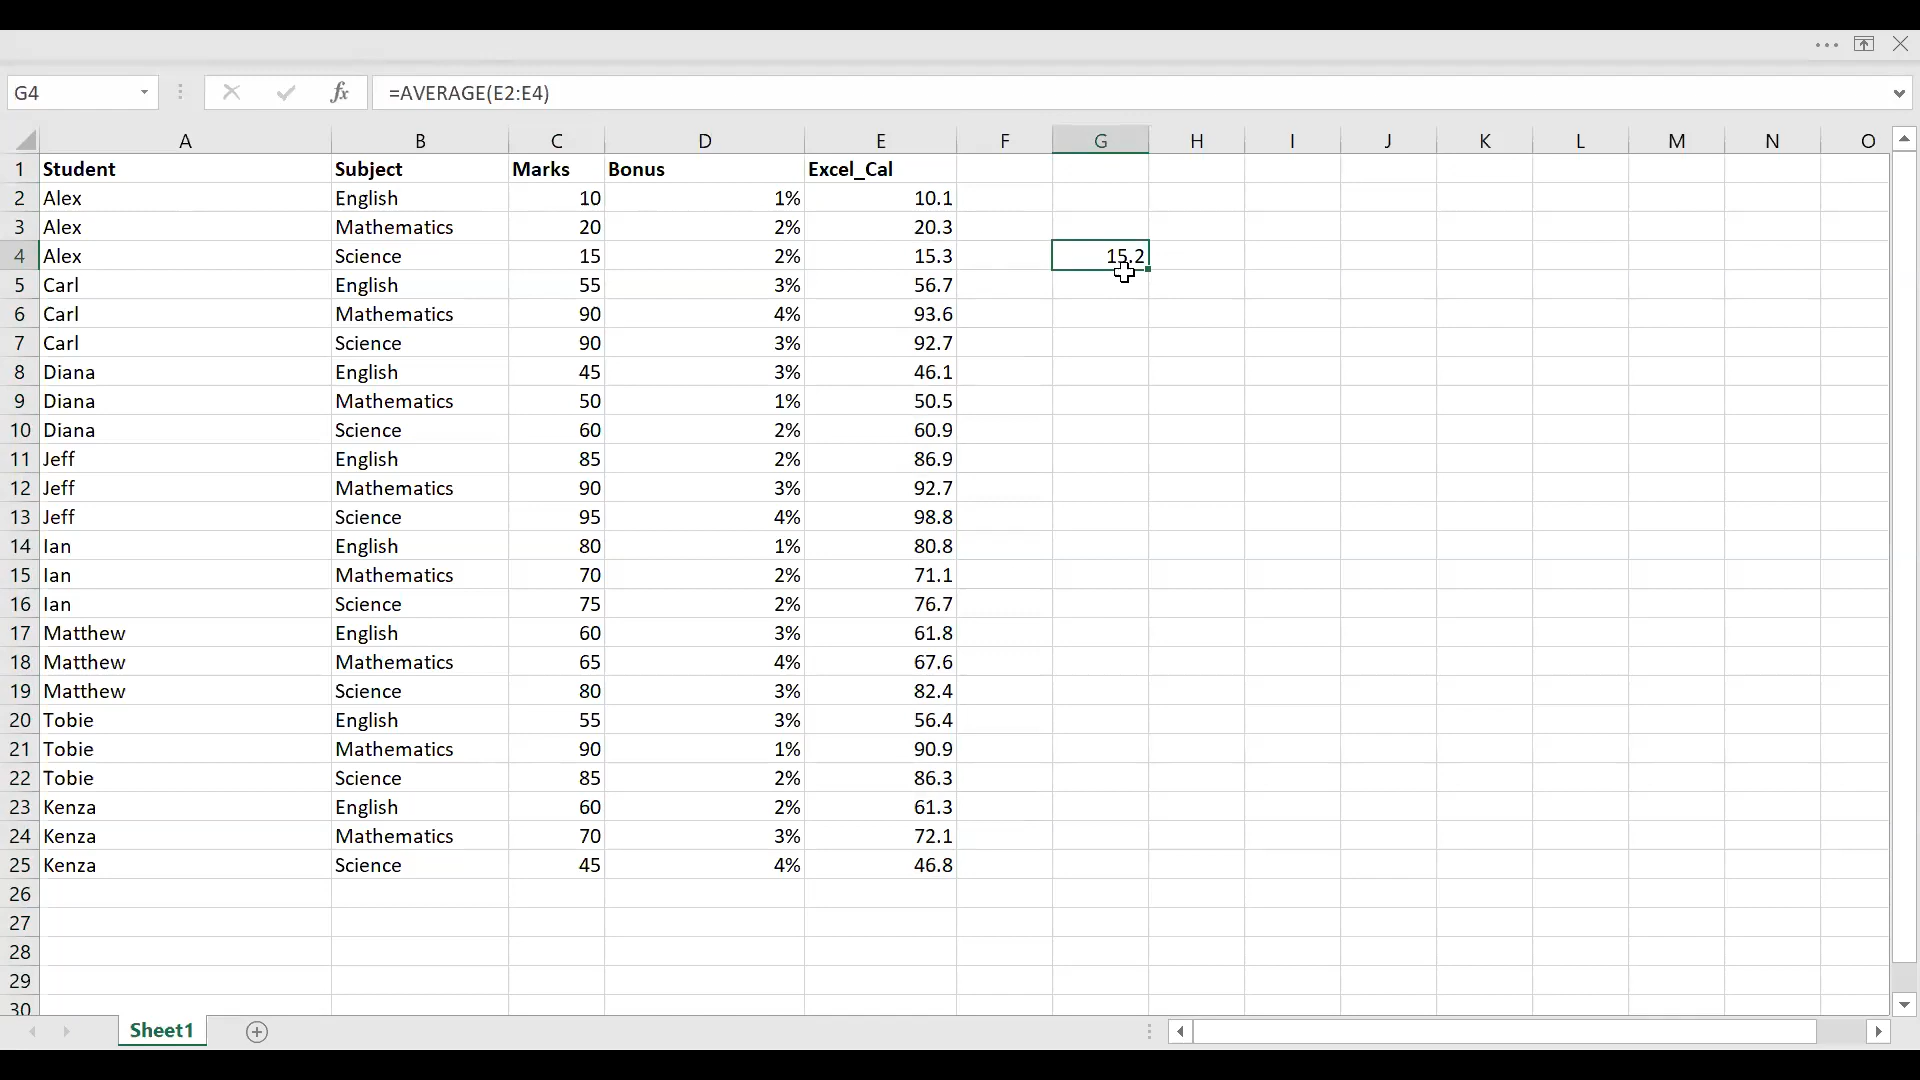 G4 fx =AVERAGE(E2:E4)
A B C D E F G H I J K L M N O
1 Student Subject Marks Bonus Excel_Cal
2 Alex English 10 1% 10.1
3 Alex Mathematics 20 2% 20.3
4 Alex Science 15 2% 15.3 15.2
5 Carl English 55 3% 56.7
6 Carl Mathematics 90 4% 93.6
7 Carl Science 90 3% 92.7
8 Diana English 45 3% 46.1
9 Diana Mathematics 50 1% 50.5
10 Diana Science 60 2% 60.9
11 Jeff English 85 2% 86.9
12 Jeff Mathematics 90 3% 92.7
13 Jeff Science 95 4% 98.8
14 Ian English 80 1% 80.8
15 Ian Mathematics 70 2% 71.1
16 Ian Science 75 2% 76.7
17 Matthew English 60 3% 61.8
18 Matthew Mathematics 65 4% 67.6
19 Matthew Science 80 3% 82.4
20 Tobie English 55 3% 56.4
21 Tobie Mathematics 90 1% 90.9
22 Tobie Science 85 2% 86.3
23 Kenza English 60 2% 61.3
24 Kenza Mathematics 70 3% 72.1
25 Kenza Science 45 4% 46.8
26
27
28
29
30
Sheet1